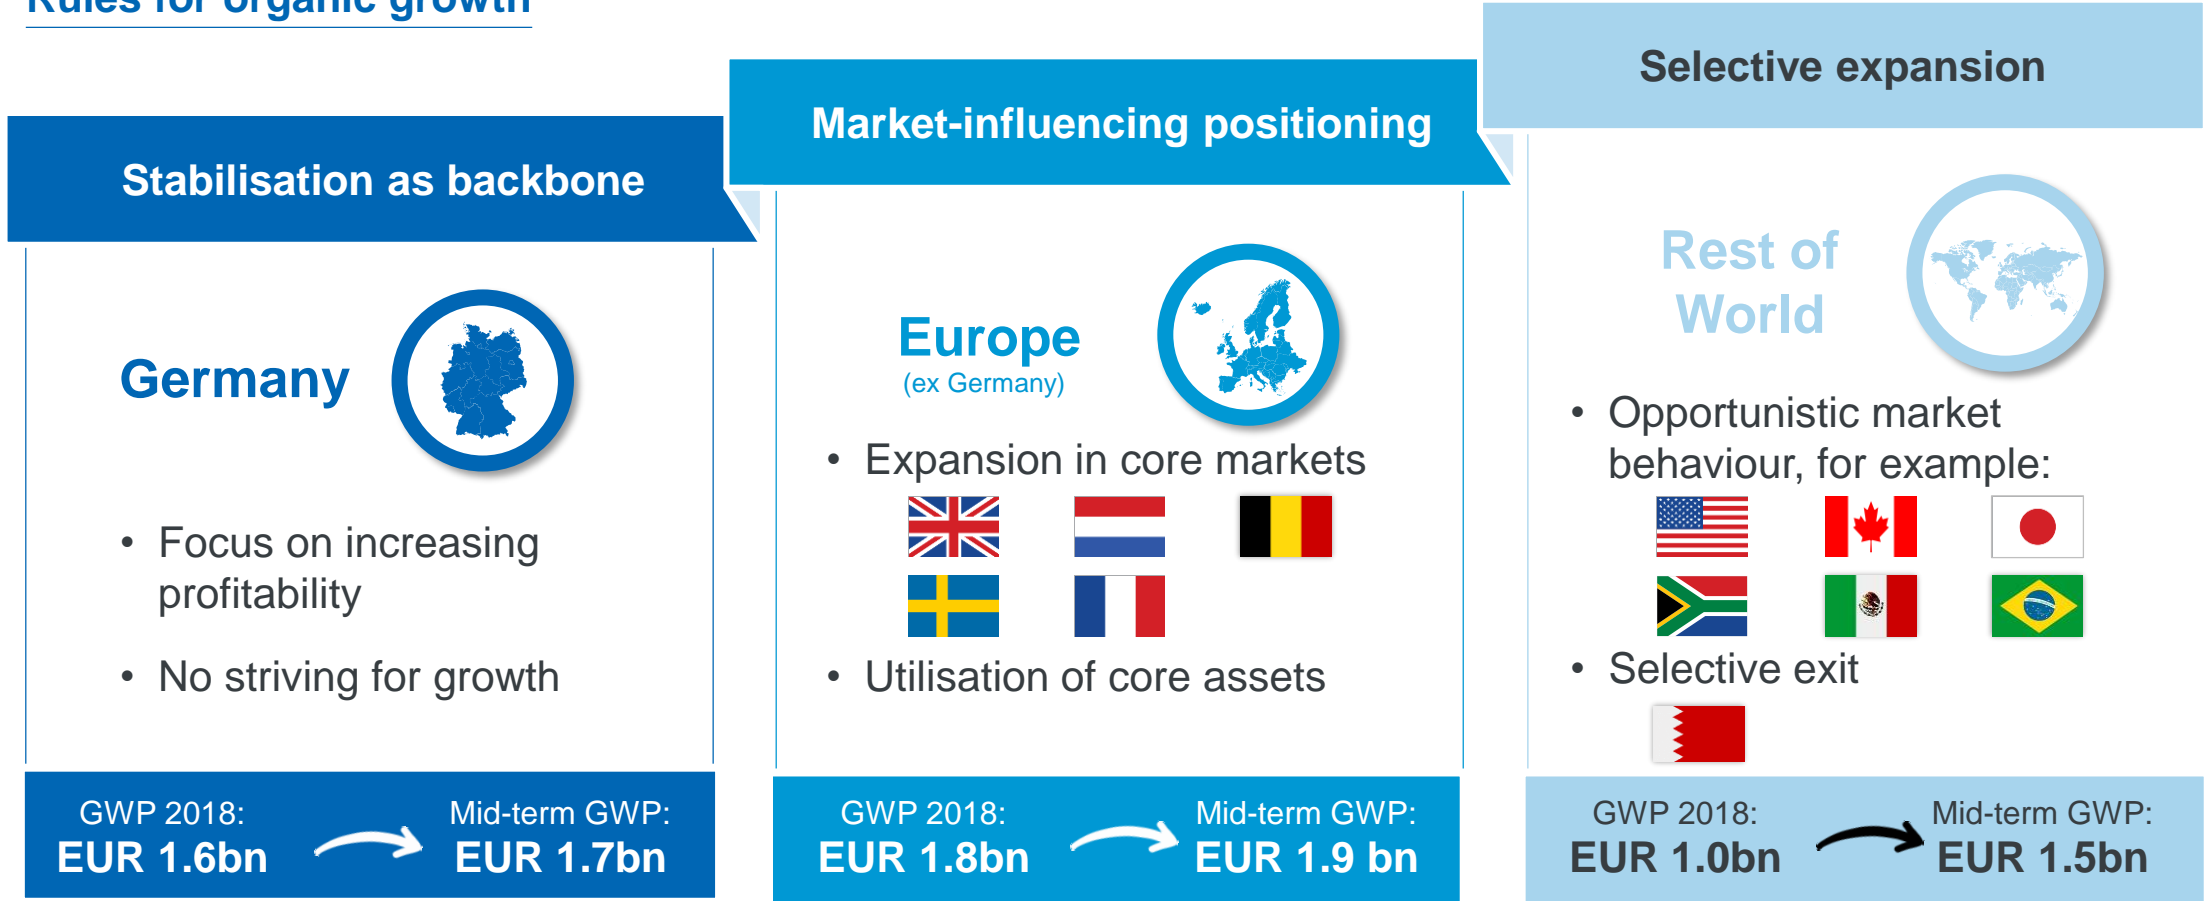 Rules for organic growth
Stabilisation as backbone
Germany
• Focus on increasing
profitability
• No striving for growth
GWP 2018:
EUR 1.6bn
Mid-term GWP:
EUR 1.7bn
Market-influencing positioning
Europe
(ex Germany)
• Expansion in core markets
• Utilisation of core assets
GWP 2018:
EUR 1.8bn
Mid-term GWP:
EUR 1.9 bn
Selective expansion
Rest of
World
• Opportunistic market
behaviour, for example:
• Selective exit
GWP 2018:
EUR 1.0bn
Mid-term GWP:
EUR 1.5bn